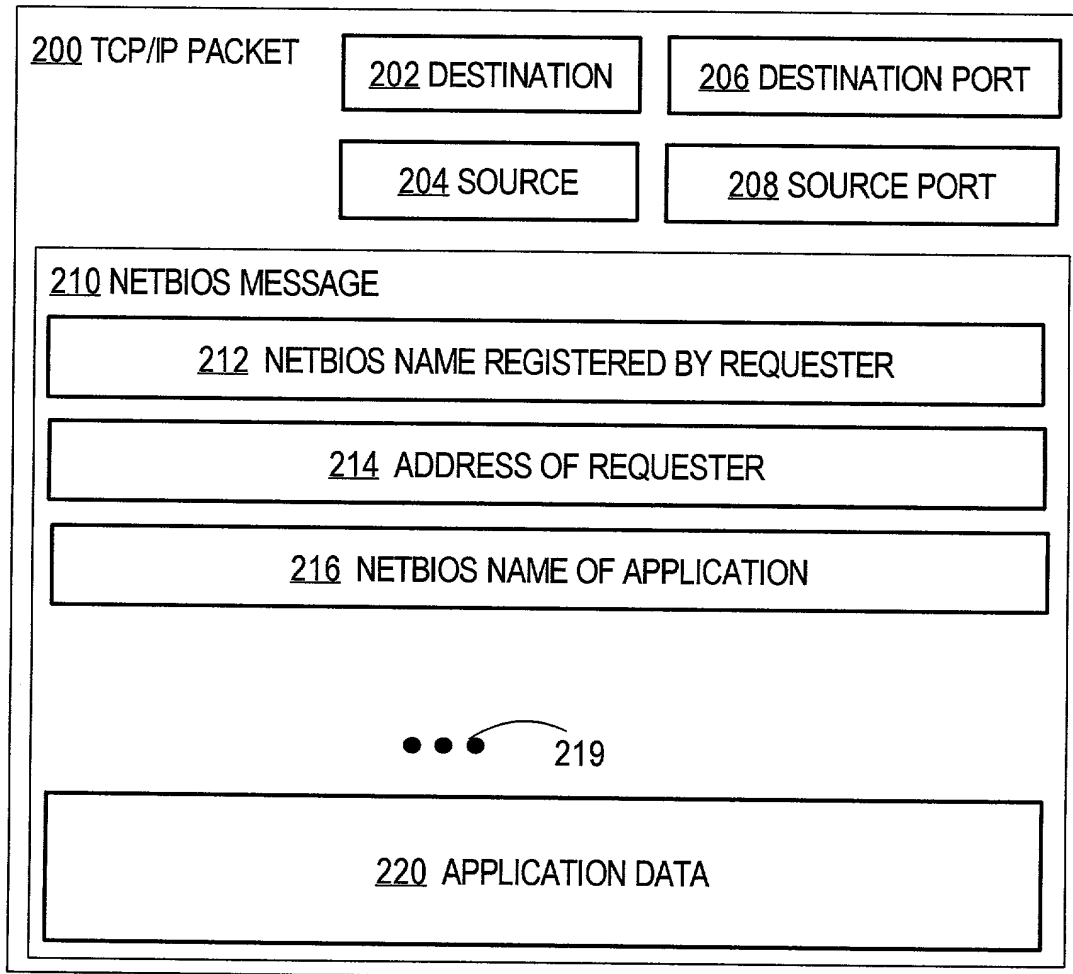 200 TCP/IP PACKET
202 DESTINATION
206 DESTINATION PORT
204 SOURCE
208 SOURCE PORT
210 NETBIOS MESSAGE
212 NETBIOS NAME REGISTERED BY REQUESTER
214 ADDRESS OF REQUESTER
216 NETBIOS NAME OF APPLICATION
219
220 APPLICATION DATA